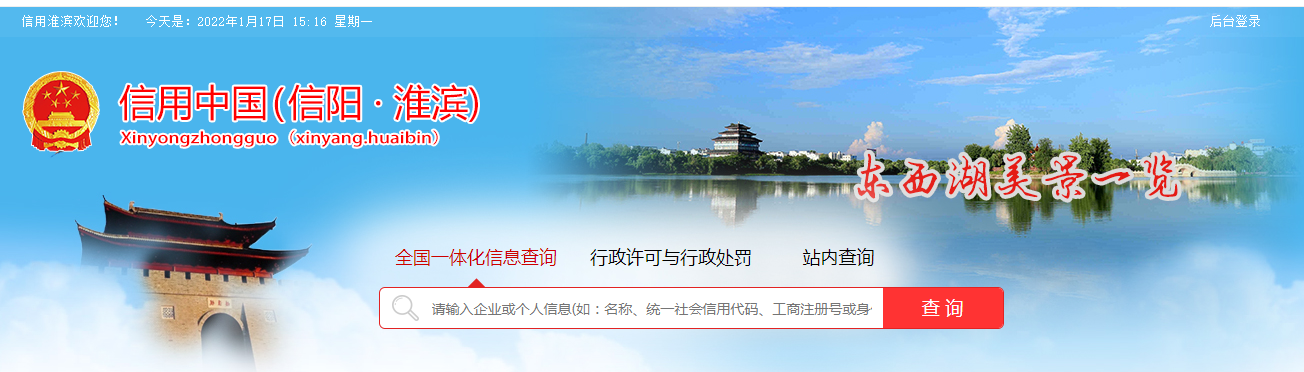 信用淮滨欢迎您! 今天是：2022年1月17日 15:16 星期一 后台登录
信用中国(信阳·淮滨)
Xinyongzhongguo（xinyang.huaibin）
东西湖美景一览
全国一体化信息查询 行政许可与行政处罚 站内查询
请输入企业或个人信息(如：名称、统一社会信用代码、工商注册号或身 查 询